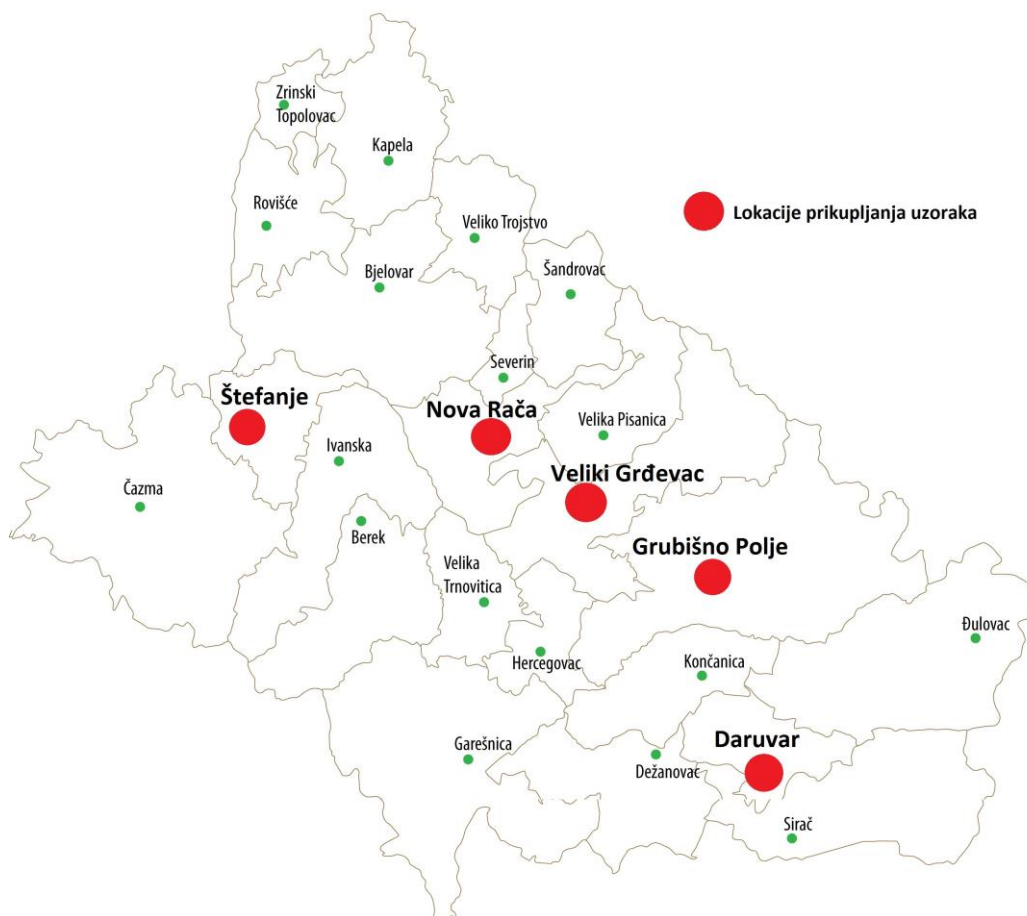 Zrinski
Topolovac
Kapela
Rovišće
Veliko Trojstvo
Lokacije prikupljanja uzoraka
Bjelovar
Šandrovac
Severin
Štefanje
Nova Rača
Velika Pisanica
Ivanska
Veliki Grđevac
Čazma
Berek
Grubišno Polje
Velika
Trnovitica
Đulovac
Hercegovac
Končanica
Daruvar
Garešnica
Dežanovac
Sirač